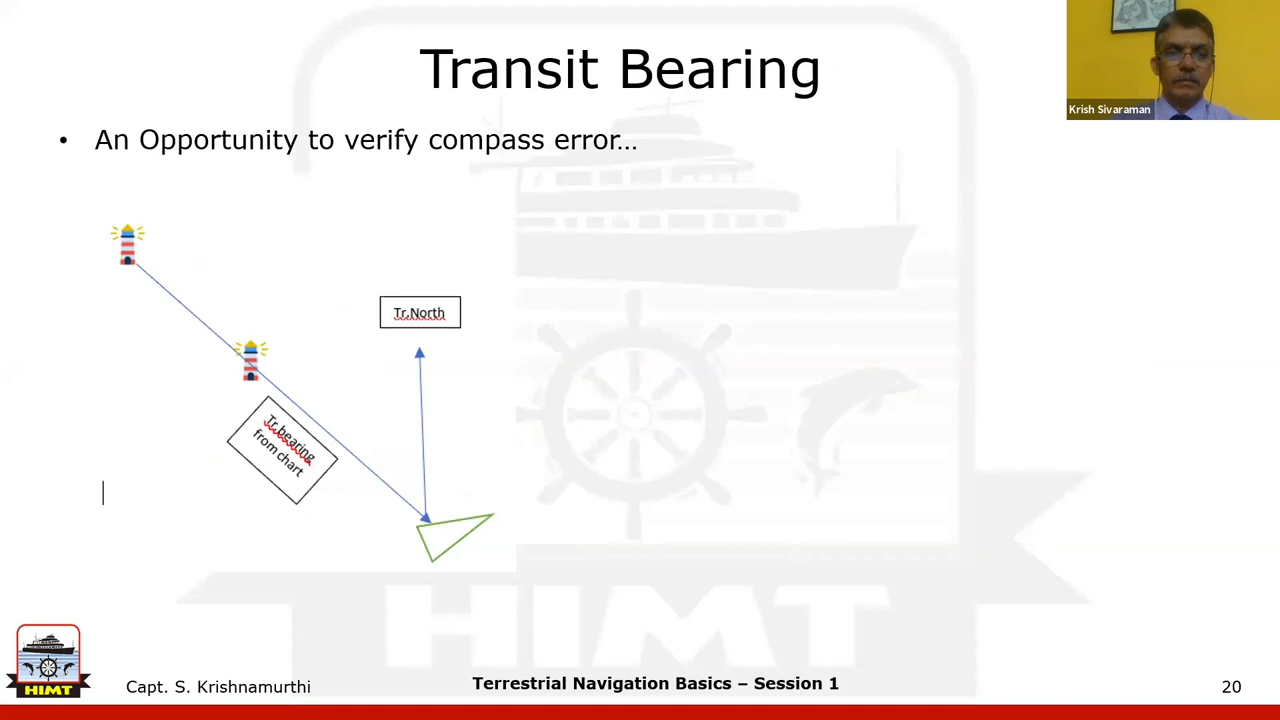 Transit Bearing
Krish Sivaraman
• An Opportunity to verify compass error…
Tr.North
Tr.bearing
from chart
HIMT
HIMT
Capt. S. Krishnamurthi
Terrestrial Navigation Basics – Session 1
20